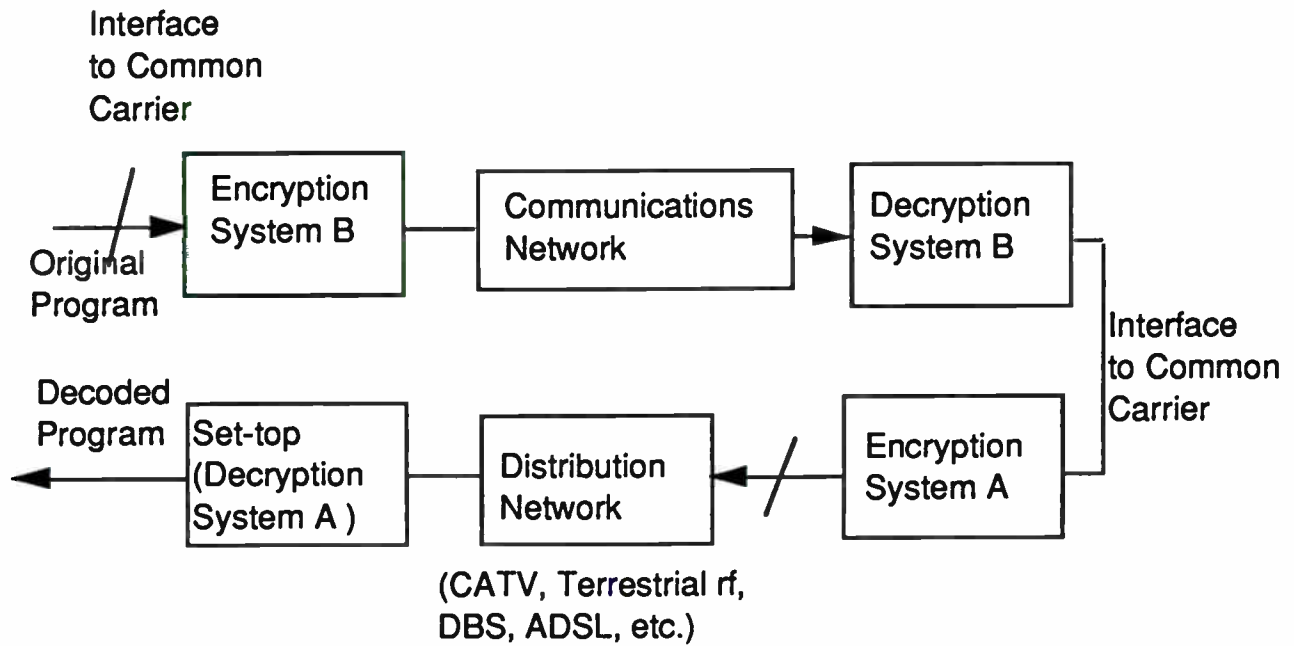 Interface
to Common
Carrier
Encryption
System B
Communications
Network
Decryption
System B
Original
Program
Interface
to Common
Carrier
Decoded
Program
Set-top
(Decryption
System A )
Distribution
Network
Encryption
System A
(CATV, Terrestrial rf,
DBS, ADSL, etc.)